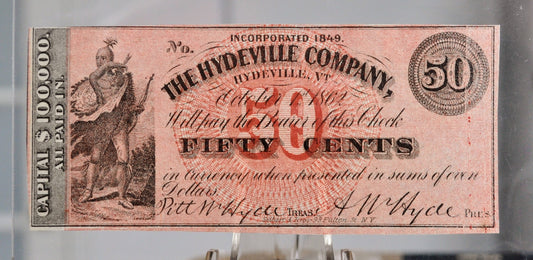 INCORPORATED 1849.
No.
THE HYDEVILLE COMPANY,
HYDEVILLE, VT
50
October 1862
Will pay the Bearer of this Check
50
FIFTY CENTS
in Currency when presented in sums of even
Dollars.
Pitt W Hyde TREAS. A W Hyde PRES.
Fulton St. N.Y.
CAPITAL $100,000.
ALL PAID IN.